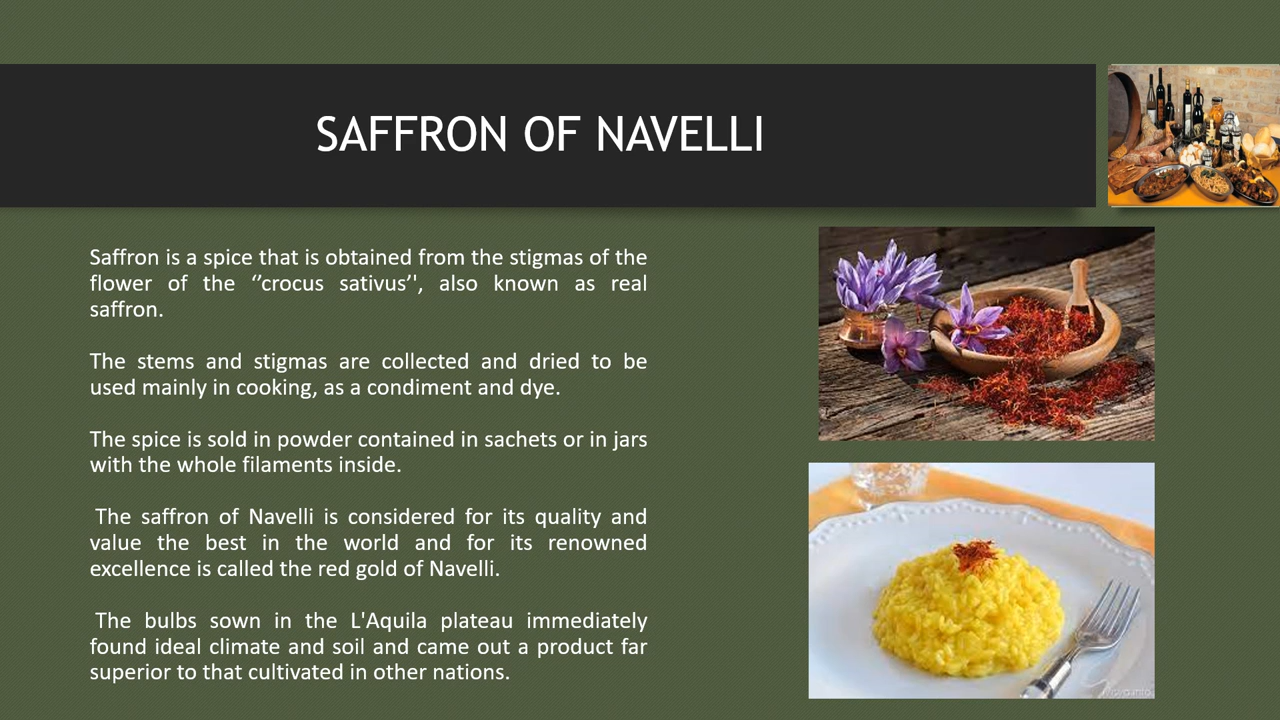 SAFFRON OF NAVELLI
Saffron is a spice that is obtained from the stigmas of the
flower of the ‘’crocus sativus’', also known as real
saffron.
The stems and stigmas are collected and dried to be
used mainly in cooking, as a condiment and dye.
The spice is sold in powder contained in sachets or in jars
with the whole filaments inside.
The saffron of Navelli is considered for its quality and
value the best in the world and for its renowned
excellence is called the red gold of Navelli.
The bulbs sown in the L'Aquila plateau immediately
found ideal climate and soil and came out a product far
superior to that cultivated in other nations.